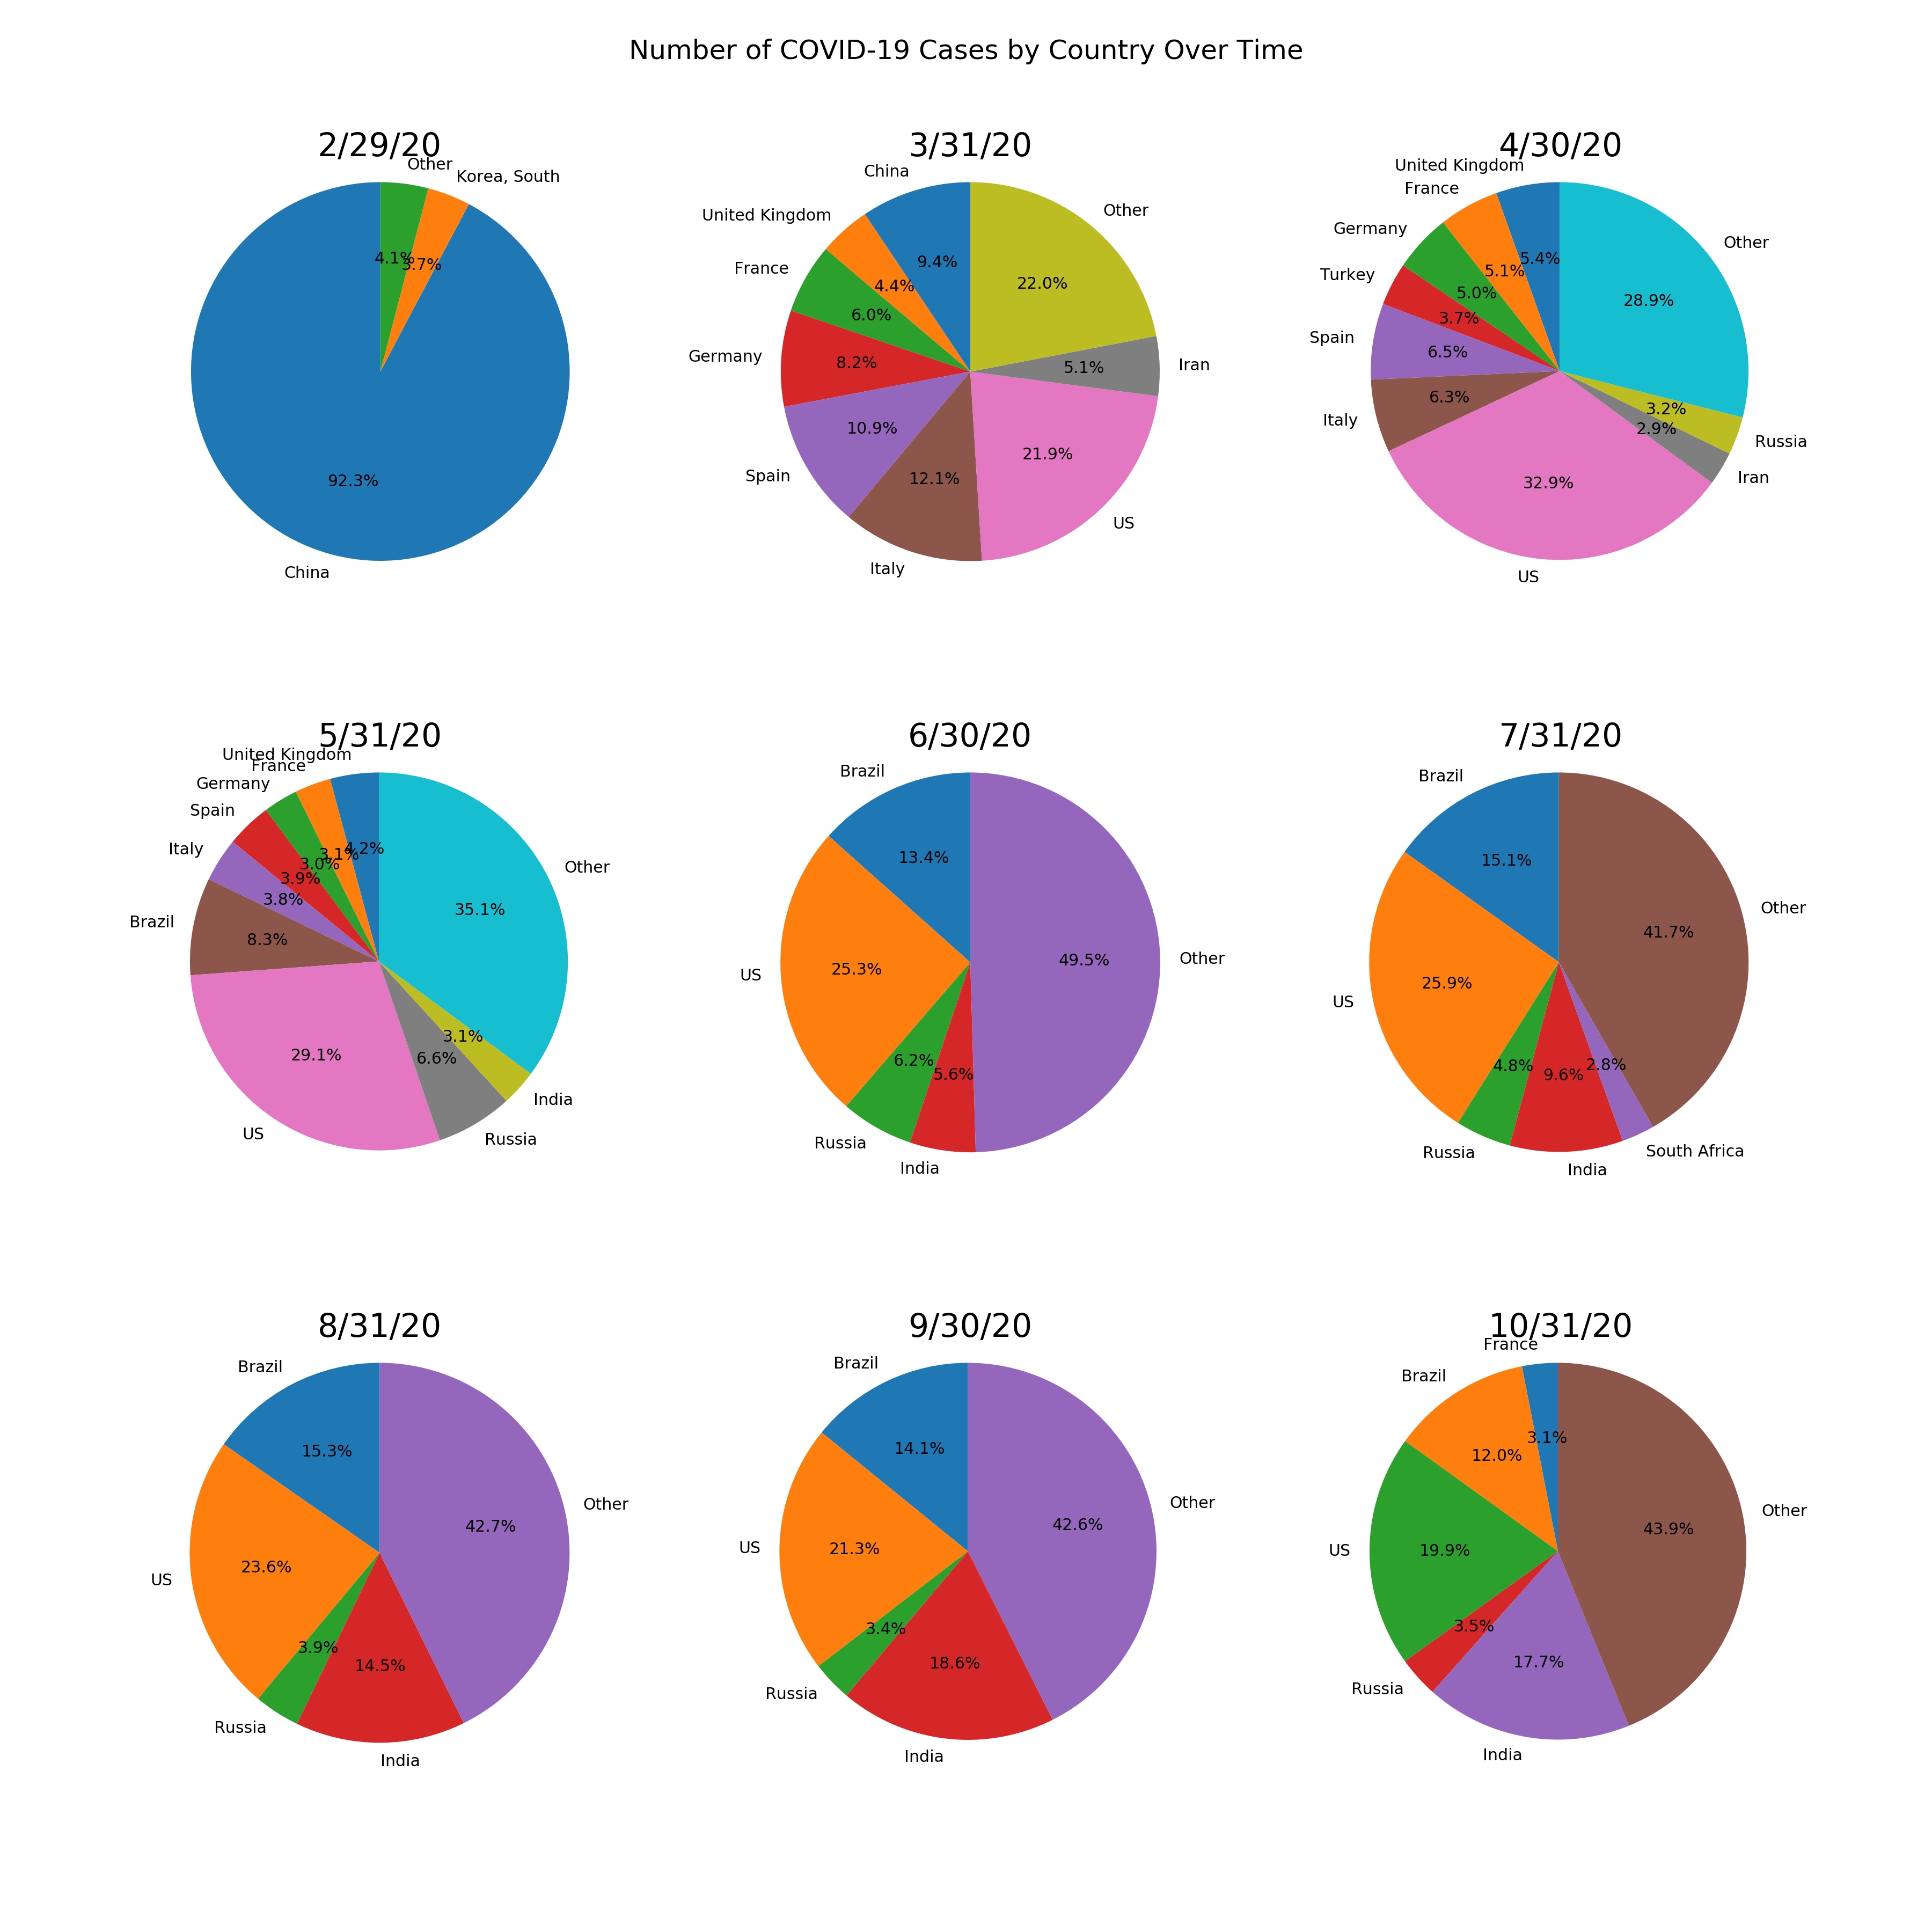 Number of COVID-19 Cases by Country Over Time
2/29/20
Other
Korea, South
4.1%
3.7%
92.3%
China
3/31/20
China
United Kingdom
Other
France
9.4%
4.4%
22.0%
6.0%
Germany
8.2%
5.1%
Iran
10.9%
21.9%
Spain
12.1%
US
Italy
4/30/20
United Kingdom
France
Germany
Other
Turkey
5.4%
5.1%
5.0%
28.9%
3.7%
Spain
6.5%
6.3%
3.2%
Italy
2.9%
Russia
Iran
32.9%
US
5/31/20
United Kingdom
France
Germany
Spain
Italy
4.2%
3.1%
3.0%
Other
3.9%
3.8%
Brazil
35.1%
8.3%
3.1%
29.1%
6.6%
India
US
Russia
6/30/20
Brazil
13.4%
US
25.3%
49.5%
Other
6.2%
5.6%
Russia
India
7/31/20
Brazil
15.1%
Other
41.7%
25.9%
US
4.8%
9.6%
2.8%
Russia
India
South Africa
8/31/20
Brazil
15.3%
Other
42.7%
23.6%
US
3.9%
14.5%
Russia
India
9/30/20
Brazil
14.1%
Other
42.6%
US
21.3%
3.4%
18.6%
Russia
India
10/31/20
France
Brazil
3.1%
12.0%
Other
43.9%
US
19.9%
3.5%
17.7%
Russia
India